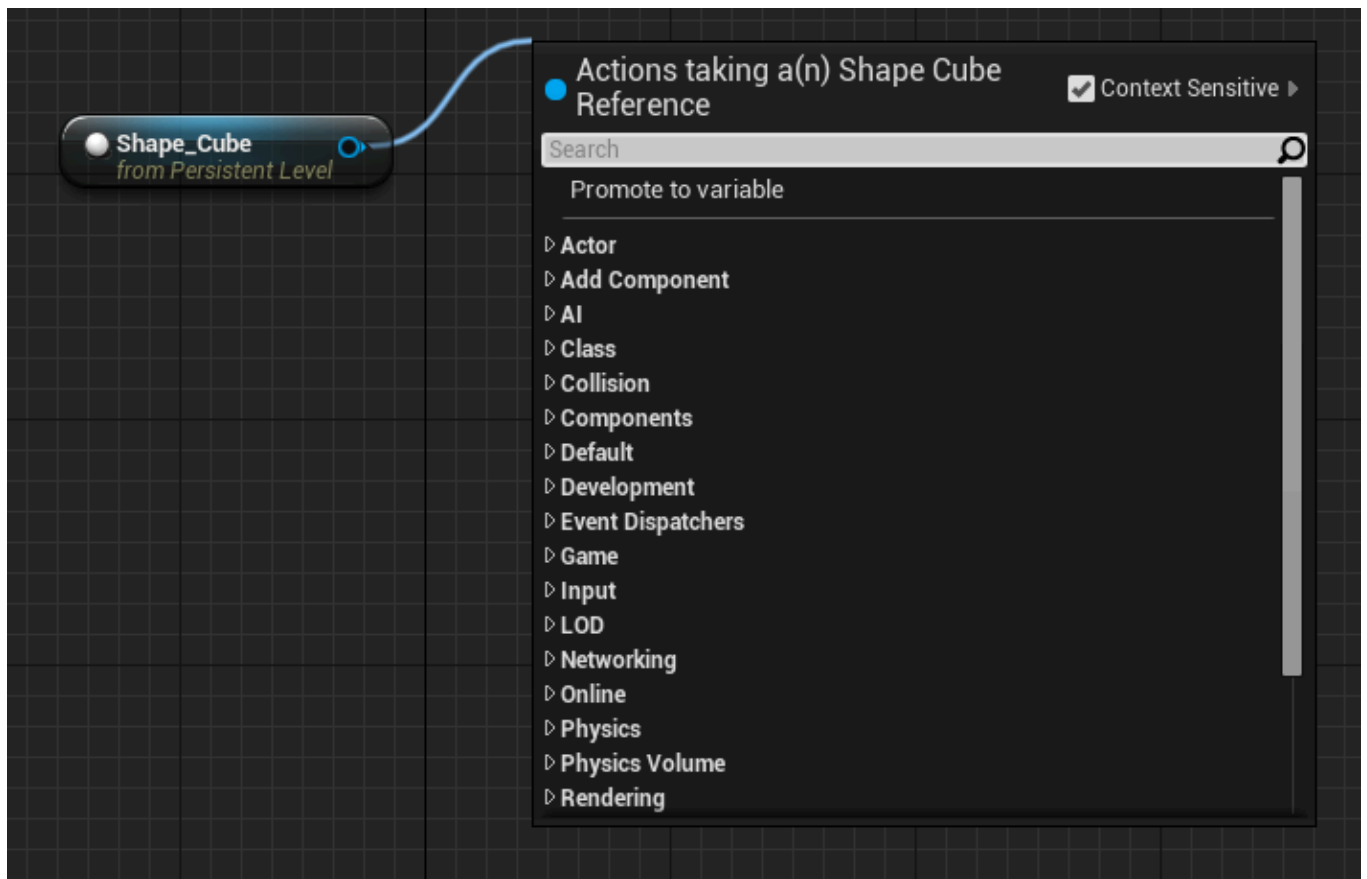 Shape_Cube
from Persistent Level
Actions taking a(n) Shape Cube
Reference
Context Sensitive
Search
Promote to variable
Actor
Add Component
AI
Class
Collision
Components
Default
Development
Event Dispatchers
Game
Input
LOD
Networking
Online
Physics
Physics Volume
Rendering